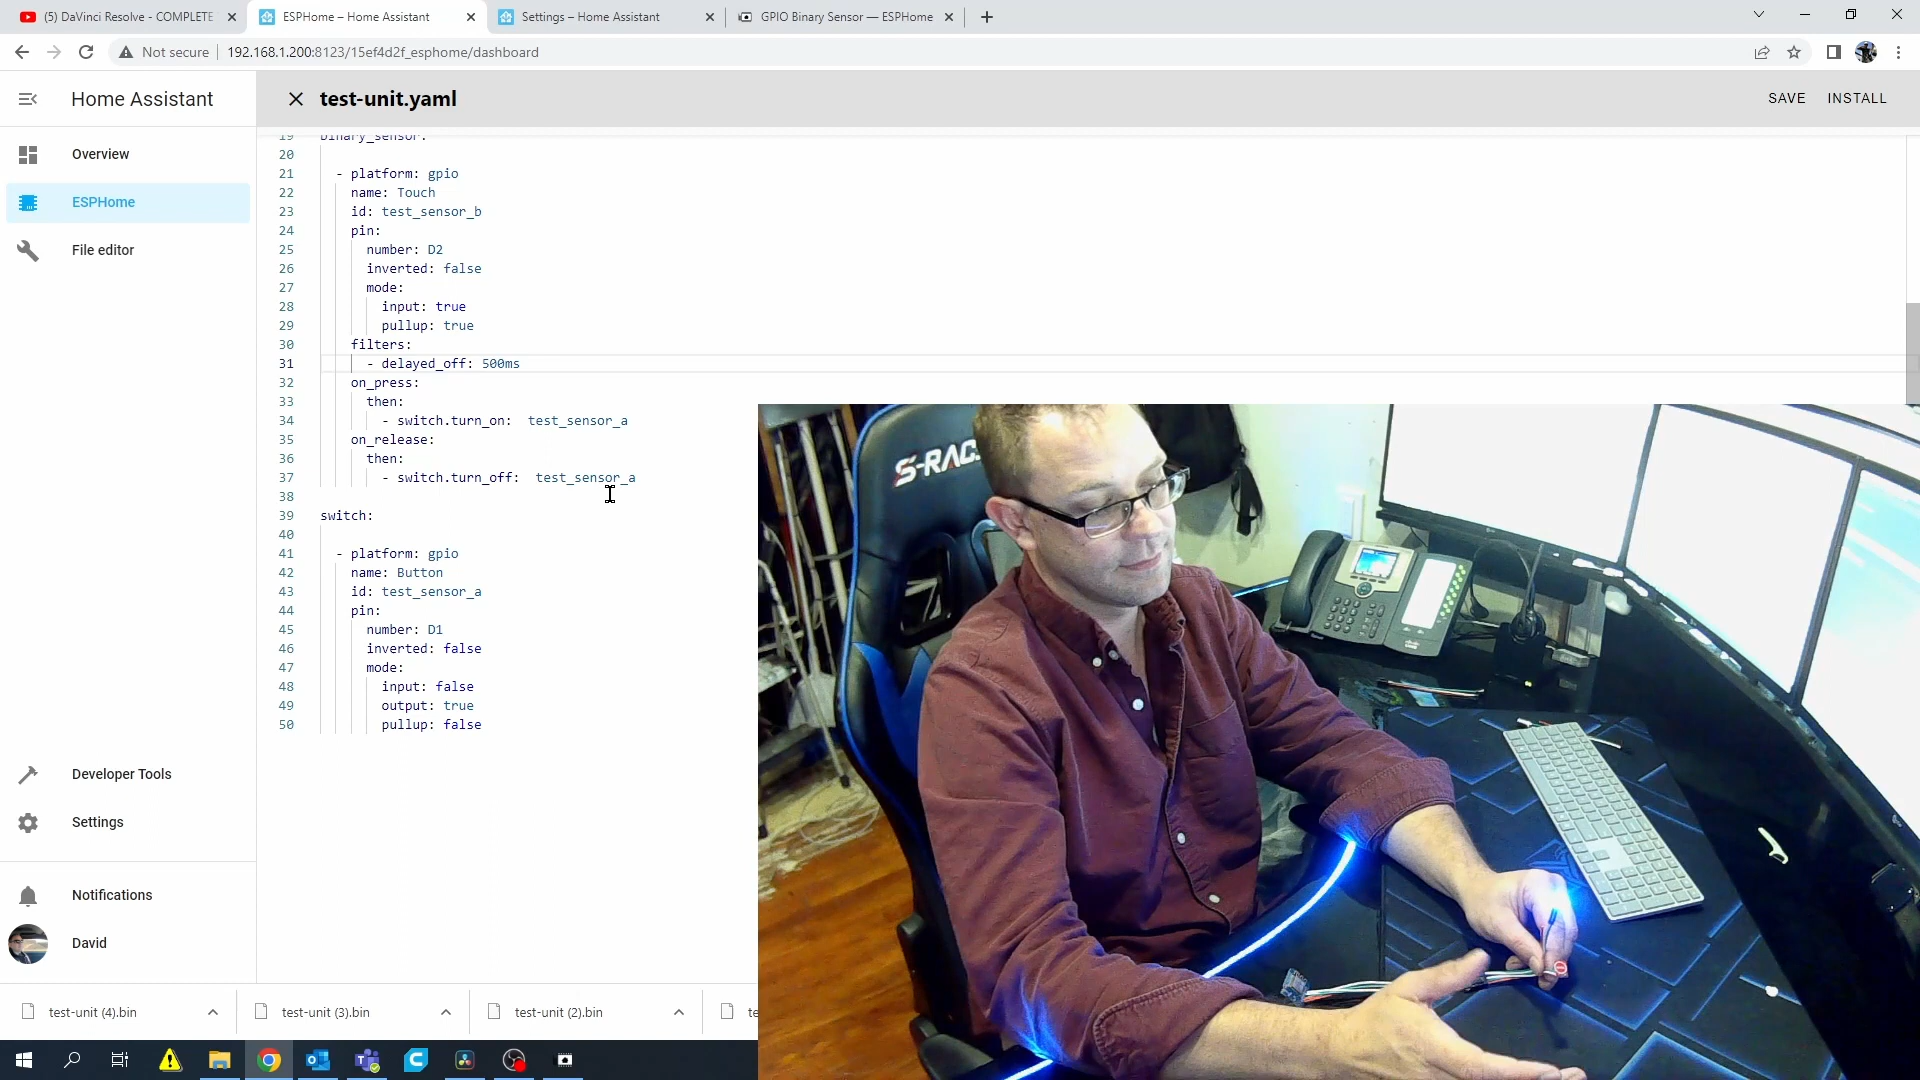 (5) DaVinci Resolve - COMPLETE
ESPHome – Home Assistant
Settings – Home Assistant
GPIO Binary Sensor — ESPHome
Not secure
192.168.1.200:8123/15ef4d2f_esphome/dashboard
Home Assistant
test-unit.yaml
SAVE
INSTALL
Overview
ESPHome
File editor
Developer Tools
Settings
Notifications
David
19 binary_sensor:
20
21 - platform: gpio
22 name: Touch
23 id: test_sensor_b
24 pin:
25 number: D2
26 inverted: false
27 mode:
28 input: true
29 pullup: true
30 filters:
31 - delayed_off: 500ms
32 on_press:
33 then:
34 - switch.turn_on:  test_sensor_a
35 on_release:
36 then:
37 - switch.turn_off:  test_sensor_a
38
39 switch:
40
41 - platform: gpio
42 name: Button
43 id: test_sensor_a
44 pin:
45 number: D1
46 inverted: false
47 mode:
48 input: false
49 output: true
50 pullup: false
S-RAC
test-unit (4).bin
test-unit (3).bin
test-unit (2).bin
te